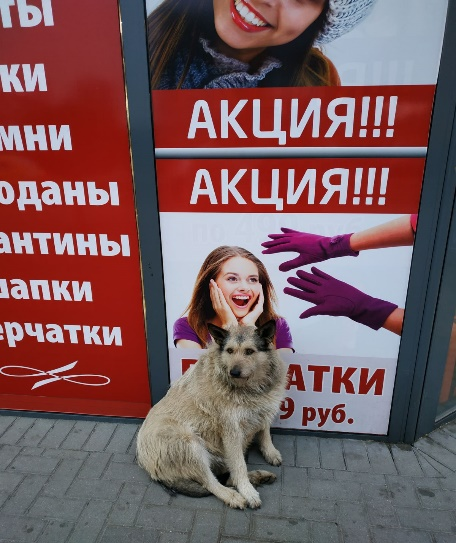 ты
ки
мни
оданы
антины
апки
ерчатки
АКЦИЯ!!!
АКЦИЯ!!!
АТКИ
9 руб.